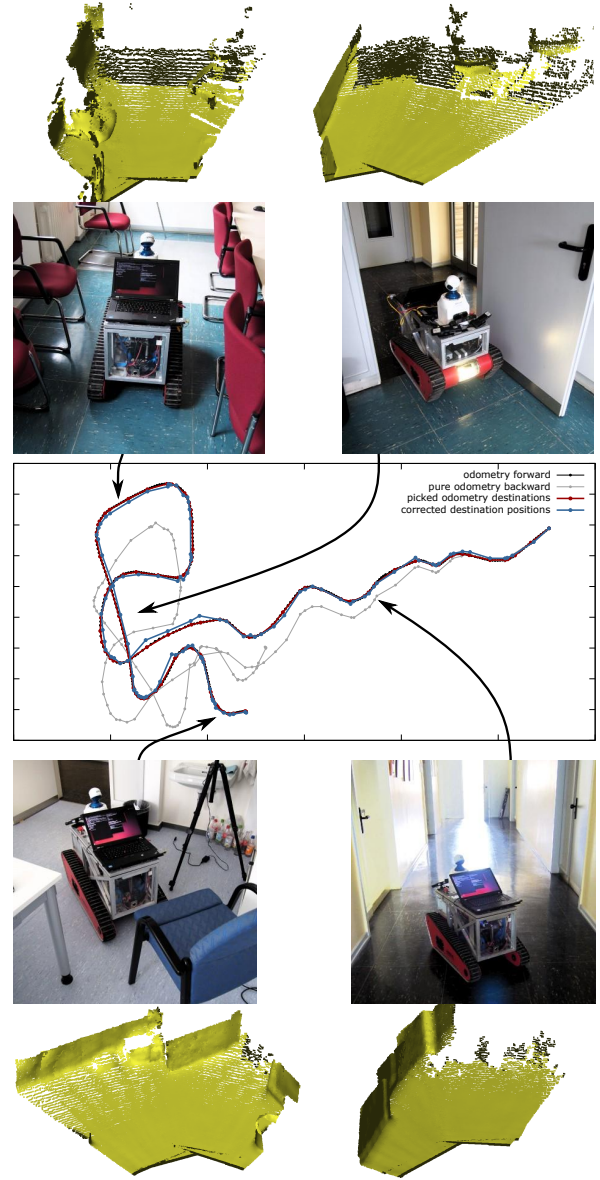 odometry forward
pure odometry backward
picked odometry destinations
corrected destination positions